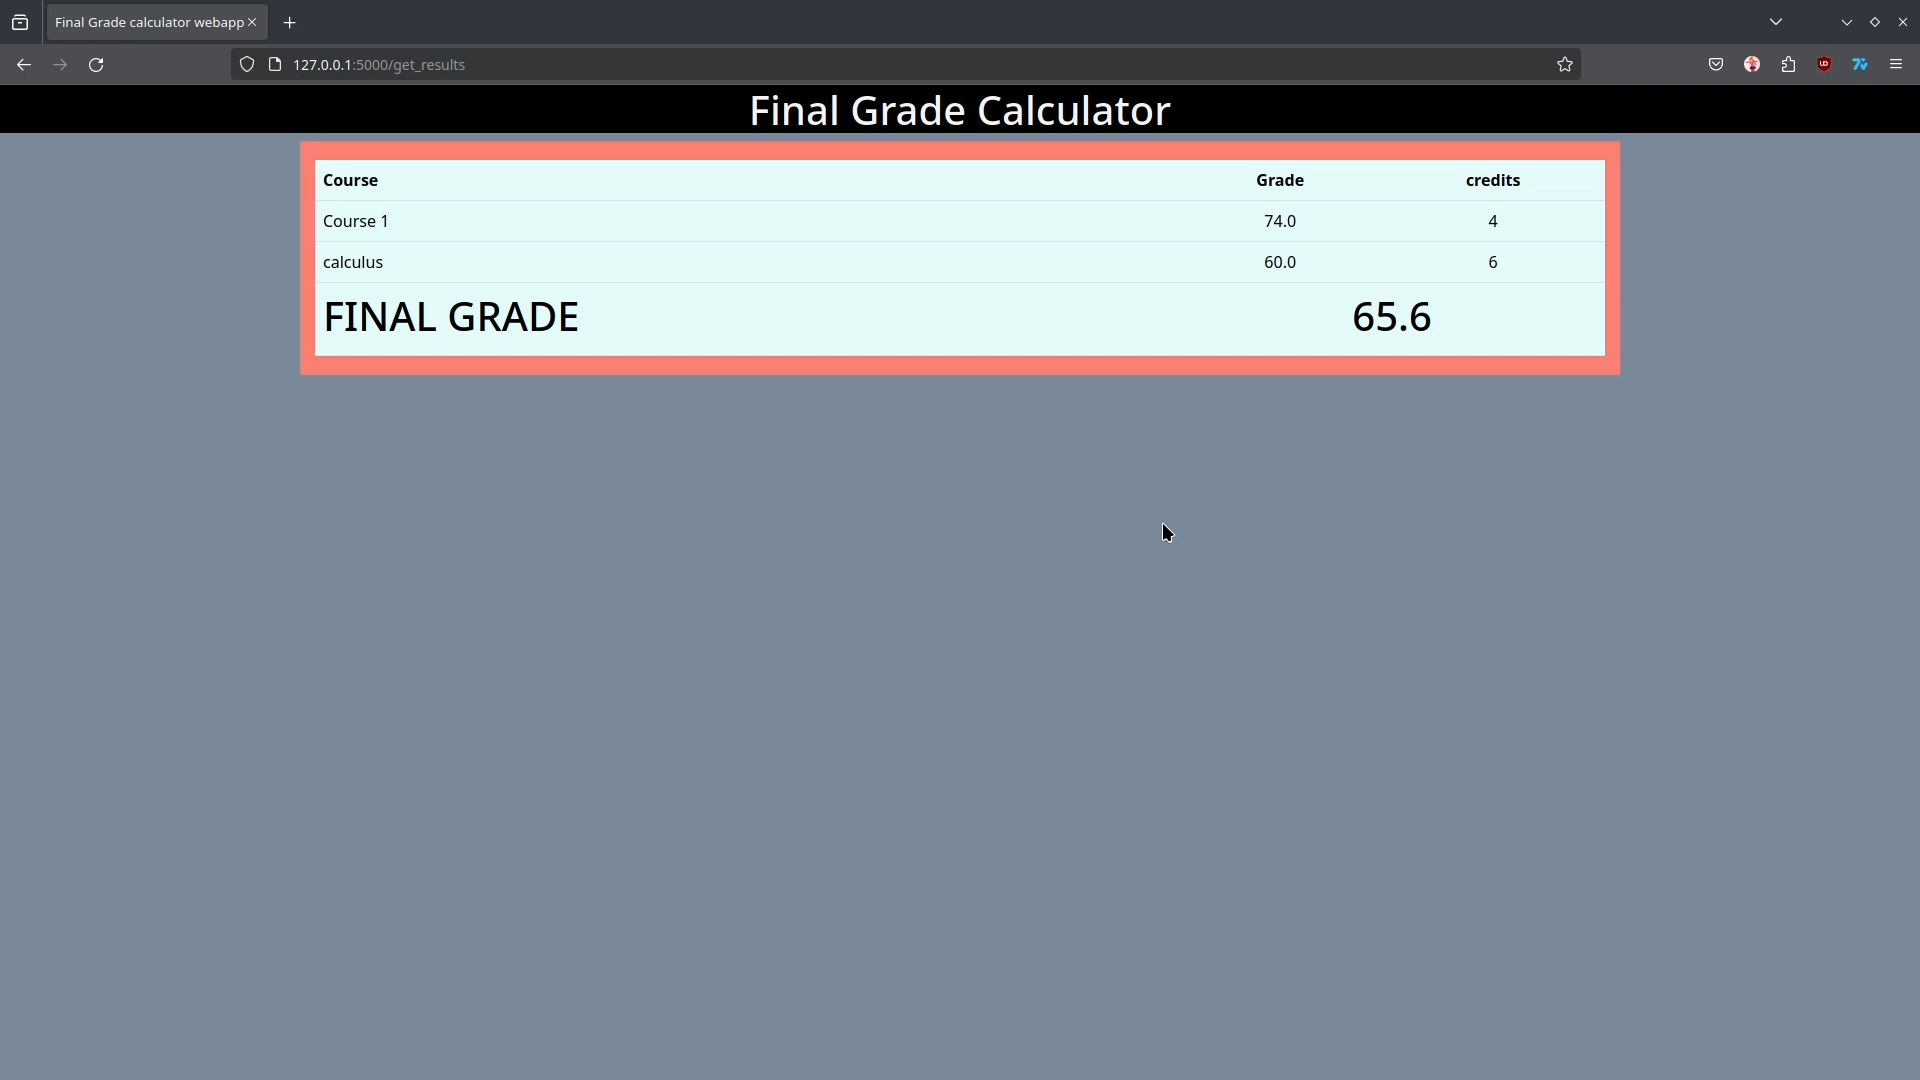 Final Grade calculator webapp
127.0.0.1:5000/get_results
Final Grade Calculator
Course Grade credits
Course 1 74.0 4
calculus 60.0 6
FINAL GRADE 65.6